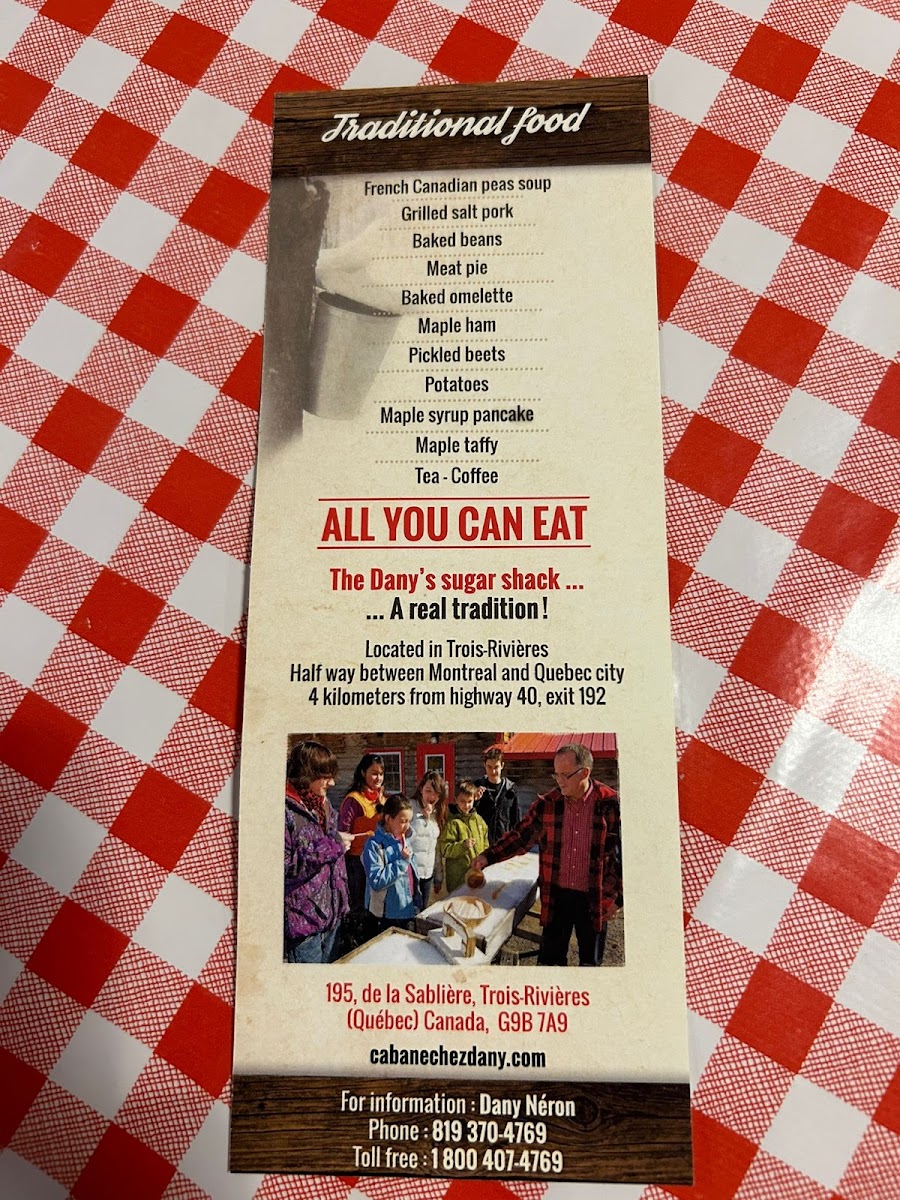 Traditional food
French Canadian peas soup
Grilled salt pork
Baked beans
Meat pie
Baked omelette
Maple ham
Pickled beets
Potatoes
Maple syrup pancake
Maple taffy
Tea - Coffee
ALL YOU CAN EAT
The Dany's sugar shack ...
... A real tradition !
Located in Trois-Rivières
Half way between Montreal and Quebec city
4 kilometers from highway 40, exit 192
195, de la Sablière, Trois-Rivières
(Québec) Canada, G9B 7A9
cabanechezdany.com
For information : Dany Néron
Phone : 819 370-4769
Toll free : 1 800 407-4769